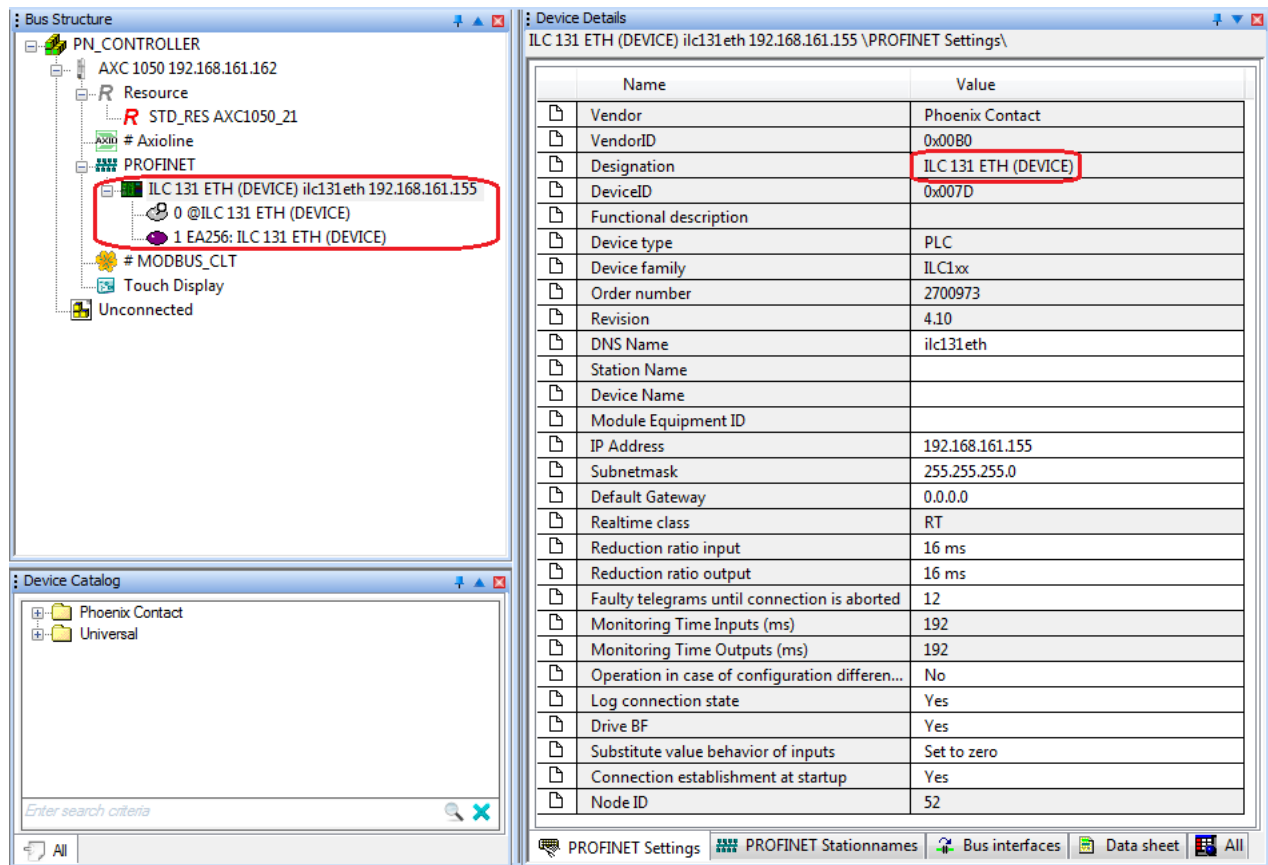 Bus Structure
PN_CONTROLLER
AXC 1050 192.168.161.162
R Resource
R STD_RES AXC1050_21
AXIO # Axioline
PROFINET
ILC 131 ETH (DEVICE) ilc131eth 192.168.161.155
0 @ILC 131 ETH (DEVICE)
1 EA256: ILC 131 ETH (DEVICE)
# MODBUS_CLT
Touch Display
Unconnected
Device Catalog
Phoenix Contact
Universal
Enter search criteria
All
Device Details
ILC 131 ETH (DEVICE) ilc131eth 192.168.161.155 \PROFINET Settings\
Name Value
Vendor Phoenix Contact
VendorID 0x00B0
Designation ILC 131 ETH (DEVICE)
DeviceID 0x007D
Functional description
Device type PLC
Device family ILC1xx
Order number 2700973
Revision 4.10
DNS Name ilc131eth
Station Name
Device Name
Module Equipment ID
IP Address 192.168.161.155
Subnetmask 255.255.255.0
Default Gateway 0.0.0.0
Realtime class RT
Reduction ratio input 16 ms
Reduction ratio output 16 ms
Faulty telegrams until connection is aborted 12
Monitoring Time Inputs (ms) 192
Monitoring Time Outputs (ms) 192
Operation in case of configuration differen... No
Log connection state Yes
Drive BF Yes
Substitute value behavior of inputs Set to zero
Connection establishment at startup Yes
Node ID 52
PROFINET Settings PROFINET Stationnames Bus interfaces Data sheet All